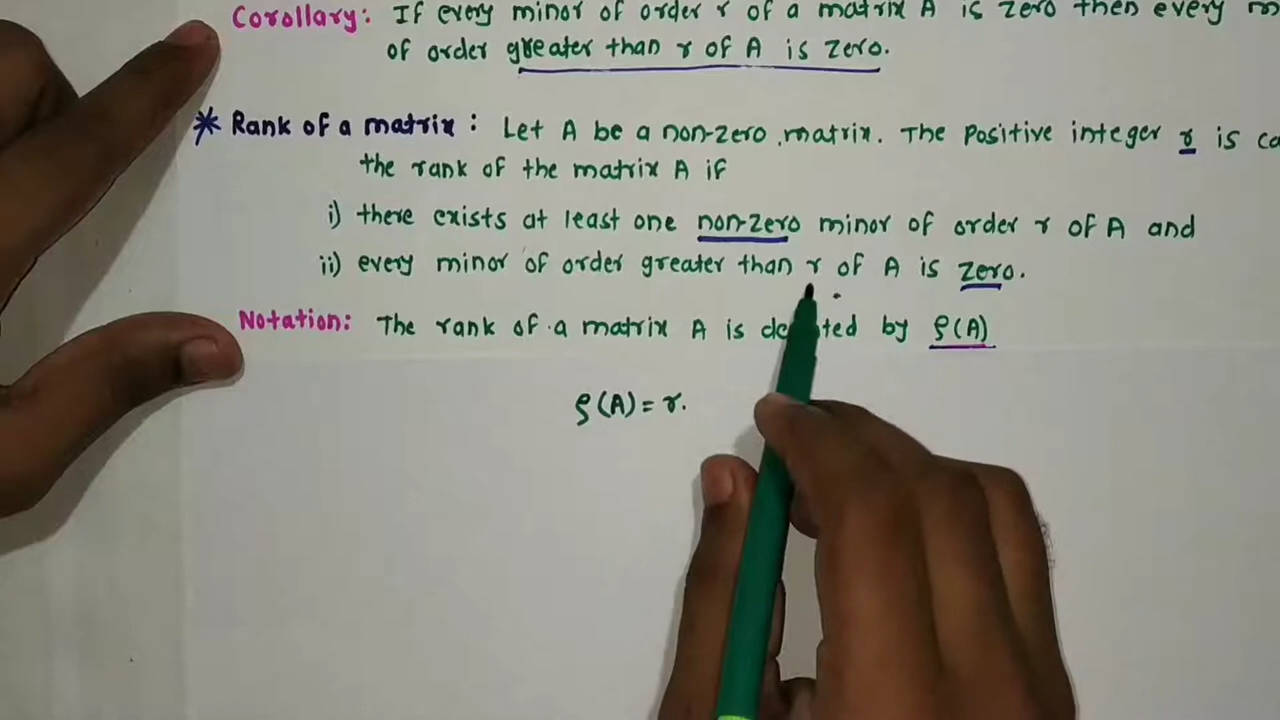 Corollary: If every minor of order r of a matrix A is zero then every
of order greater than r of A is zero.
* Rank of a matrix: Let A be a non-zero matrix. The positive integer r is
the rank of the matrix A if
i) there exists at least one non-zero minor of order r of A and
ii) every minor of order greater than r of A is zero.
Notation: The rank of a matrix A is by ρ(A)
ρ(A) = r.